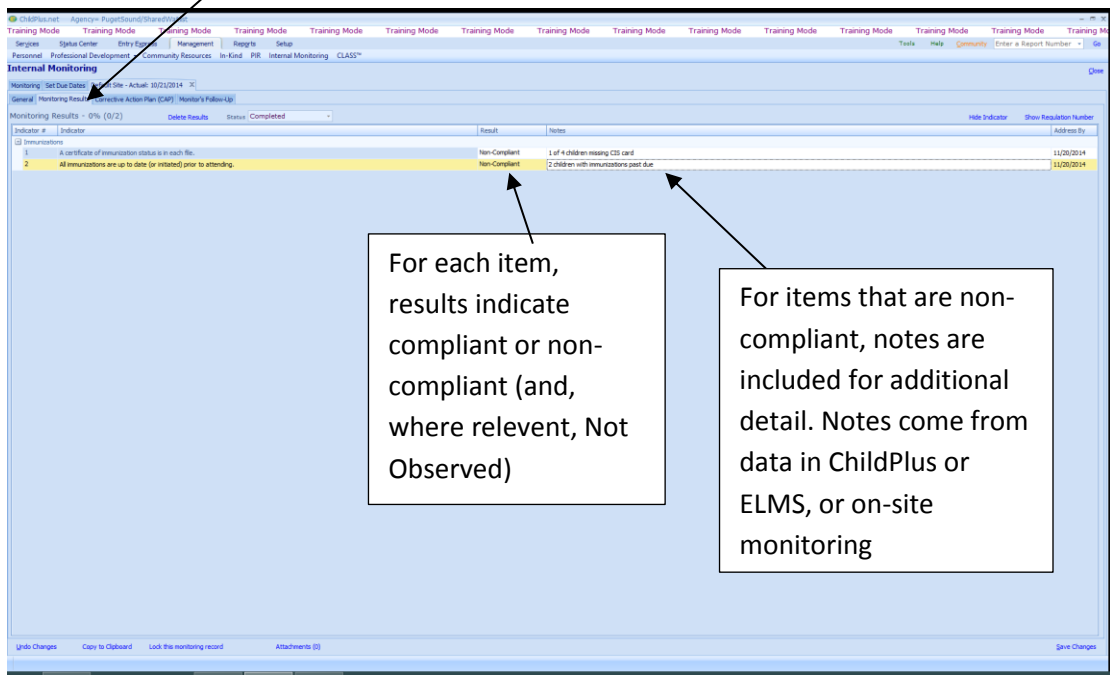 ChildPlus.net Agency= PugetSound/SharedWaitlist
Training Mode Training Mode Training Mode Training Mode Training Mode Training Mode Training Mode Training Mode Training Mode Training Mode Training Mode Training Mode Training Mode Training Mode Training Mo
Services Status Center Entry Express Management Reports Setup Tools Help Community Enter a Report Number Go
Personnel Professional Development Community Resources In-Kind PIR Internal Monitoring CLASS™
Internal Monitoring Close
Monitoring Set Due Dates Default Site - Actual: 10/21/2014 X
General Monitoring Results Corrective Action Plan (CAP) Monitor's Follow-Up
Monitoring Results - 0% (0/2) Delete Results Status Completed Hide Indicator Show Regulation Number
Indicator # Indicator Result Notes Address By
Immunizations
1 A certificate of immunization status is in each file. Non-Compliant 1 of 4 children missing CIS card 11/20/2014
2 All immunizations are up to date (or initiated) prior to attending. Non-Compliant 2 children with immunizations past due 11/20/2014
For each item,
results indicate
compliant or non-
compliant (and,
where relevent, Not
Observed)
For items that are non-
compliant, notes are
included for additional
detail. Notes come from
data in ChildPlus or
ELMS, or on-site
monitoring
Undo Changes Copy to Clipboard Lock this monitoring record Attachments (0) Save Changes